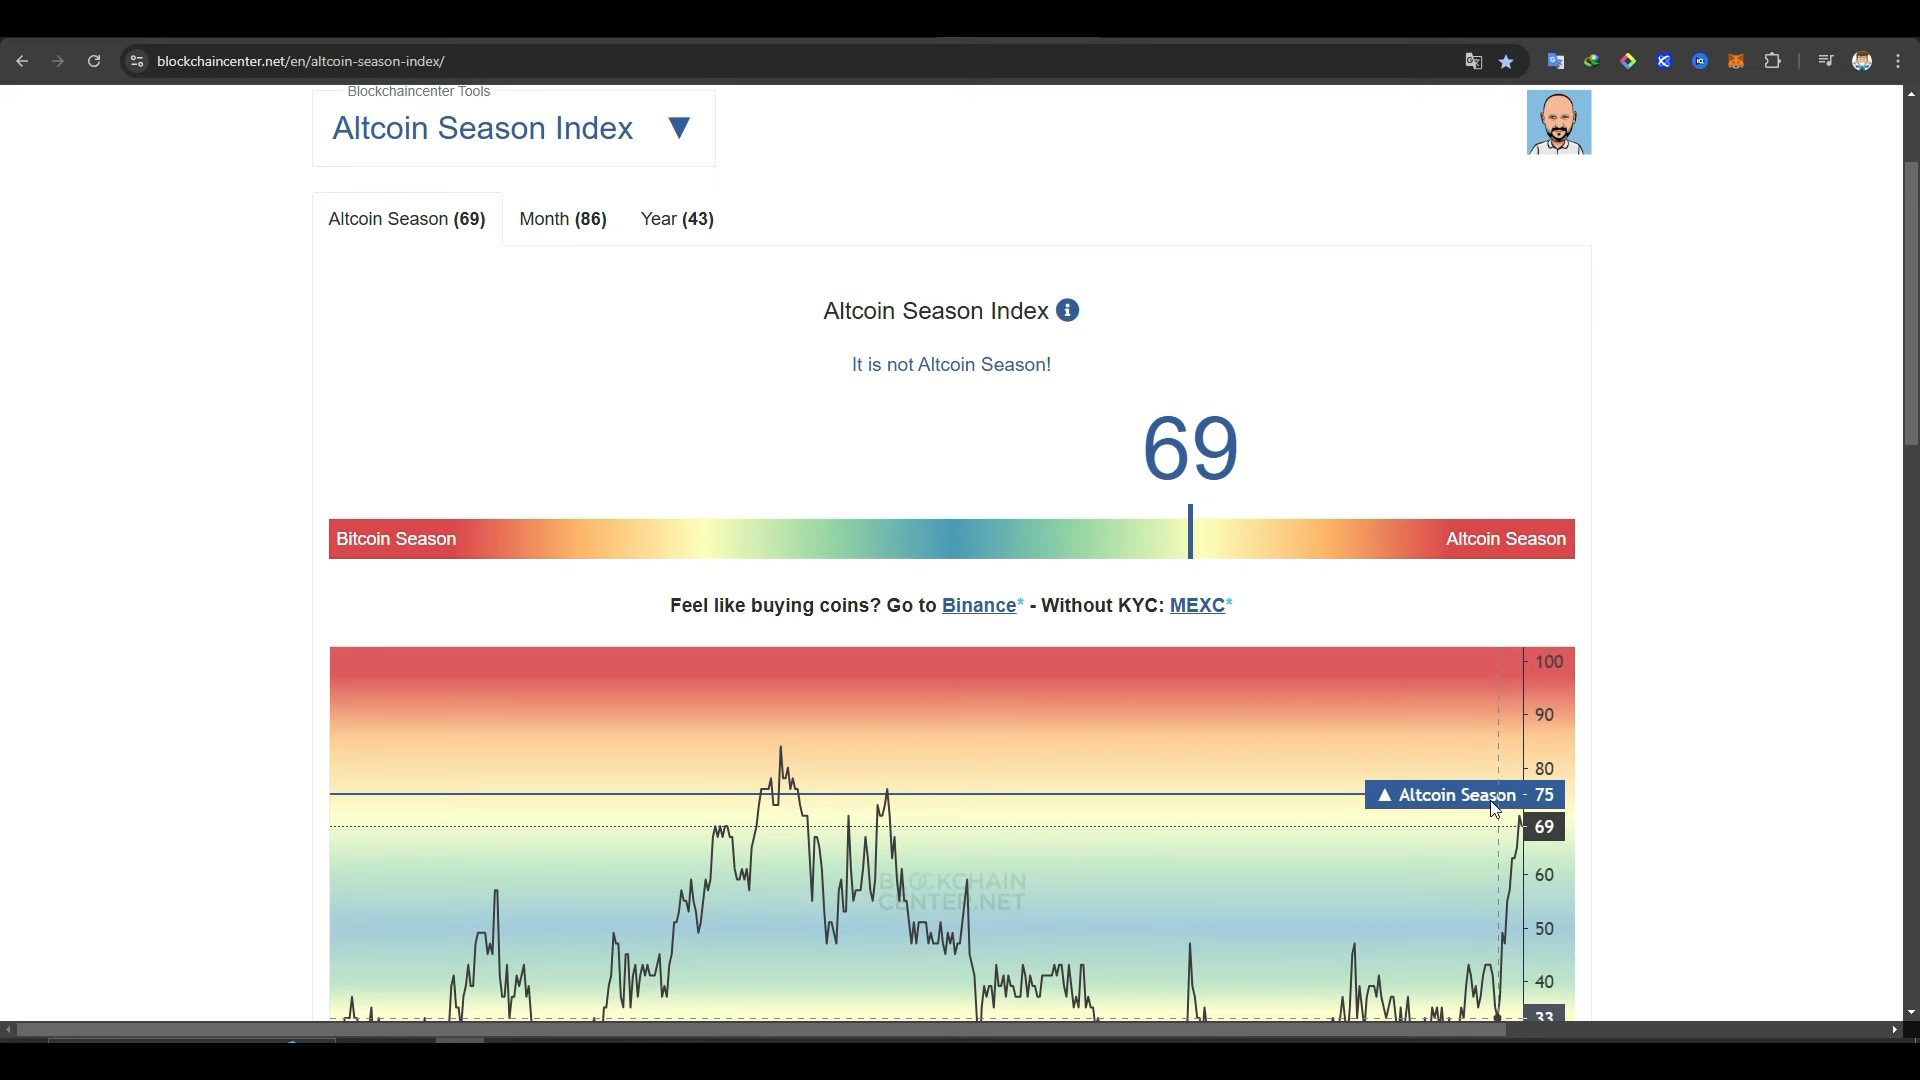 blockchaincenter.net/en/altcoin-season-index/
Blockchaincenter Tools
Altcoin Season Index ▼
Altcoin Season (69) Month (86) Year (43)
Altcoin Season Index
It is not Altcoin Season!
69
Bitcoin Season Altcoin Season
Feel like buying coins? Go to Binance* - Without KYC: MEXC*
100
90
80
▲ Altcoin Season - 75
69
60
BLOCKCHAIN
CENTER.NET
50
40
33